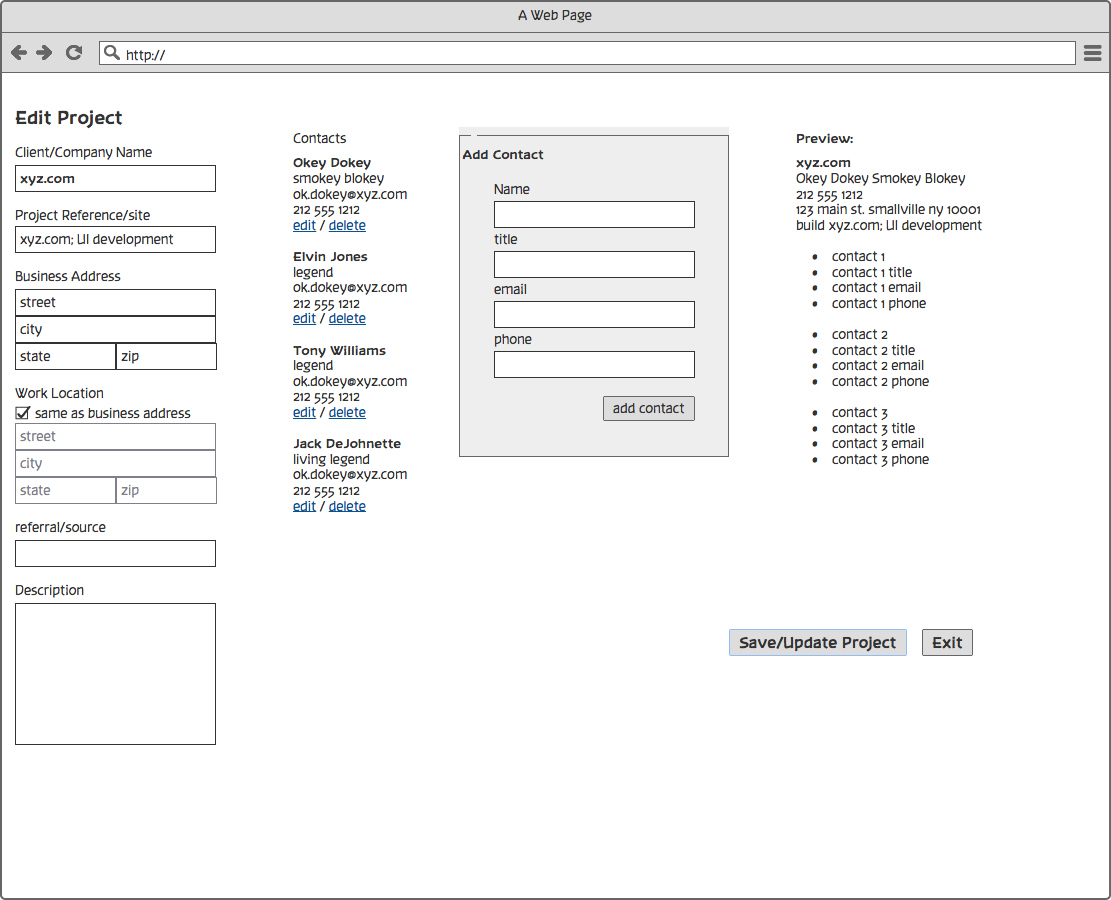 A Web Page
http://
Edit Project
Client/Company Name
xyz.com
Project Reference/site
xyz.com; UI development
Business Address
street
city
state zip
Work Location
same as business address
street
city
state zip
referral/source
Description
Contacts
Okey Dokey
smokey blokey
ok.dokey@xyz.com
212 555 1212
edit / delete
Elvin Jones
legend
ok.dokey@xyz.com
212 555 1212
edit / delete
Tony Williams
legend
ok.dokey@xyz.com
212 555 1212
edit / delete
Jack DeJohnette
living legend
ok.dokey@xyz.com
212 555 1212
edit / delete
Add Contact
Name
title
email
phone
add contact
Preview:
xyz.com
Okey Dokey Smokey Blokey
212 555 1212
123 main st. smallville ny 10001
build xyz.com; UI development
• contact 1
• contact 1 title
• contact 1 email
• contact 1 phone
• contact 2
• contact 2 title
• contact 2 email
• contact 2 phone
• contact 3
• contact 3 title
• contact 3 email
• contact 3 phone
Save/Update Project
Exit